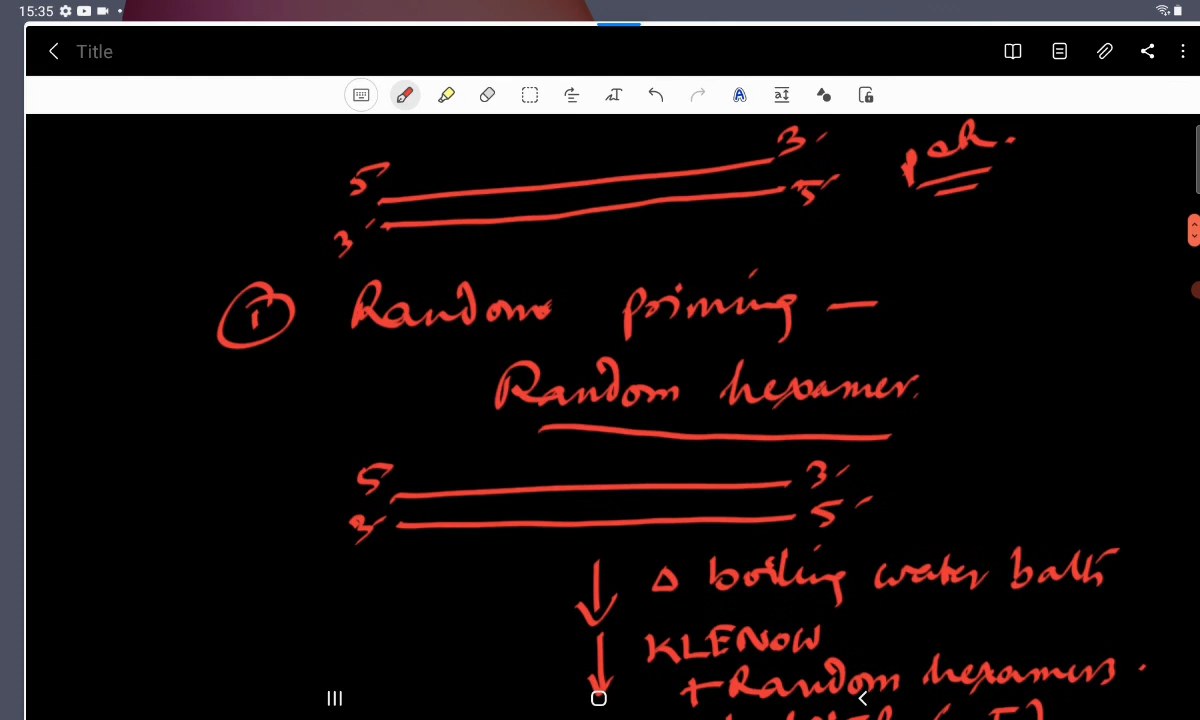 15:35
Title
3' pcR.
5'
5'
3'
① Random priming —
Random hexamer.
5' 3'
3' 5'
Δ boiling water bath
KLENOW
+ Random hexamers.